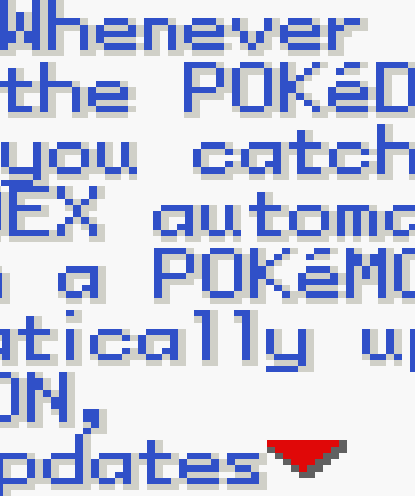 Whenever
the POKéD
you catch
EX automa
a POKéMO
atically up
ON,
pdates